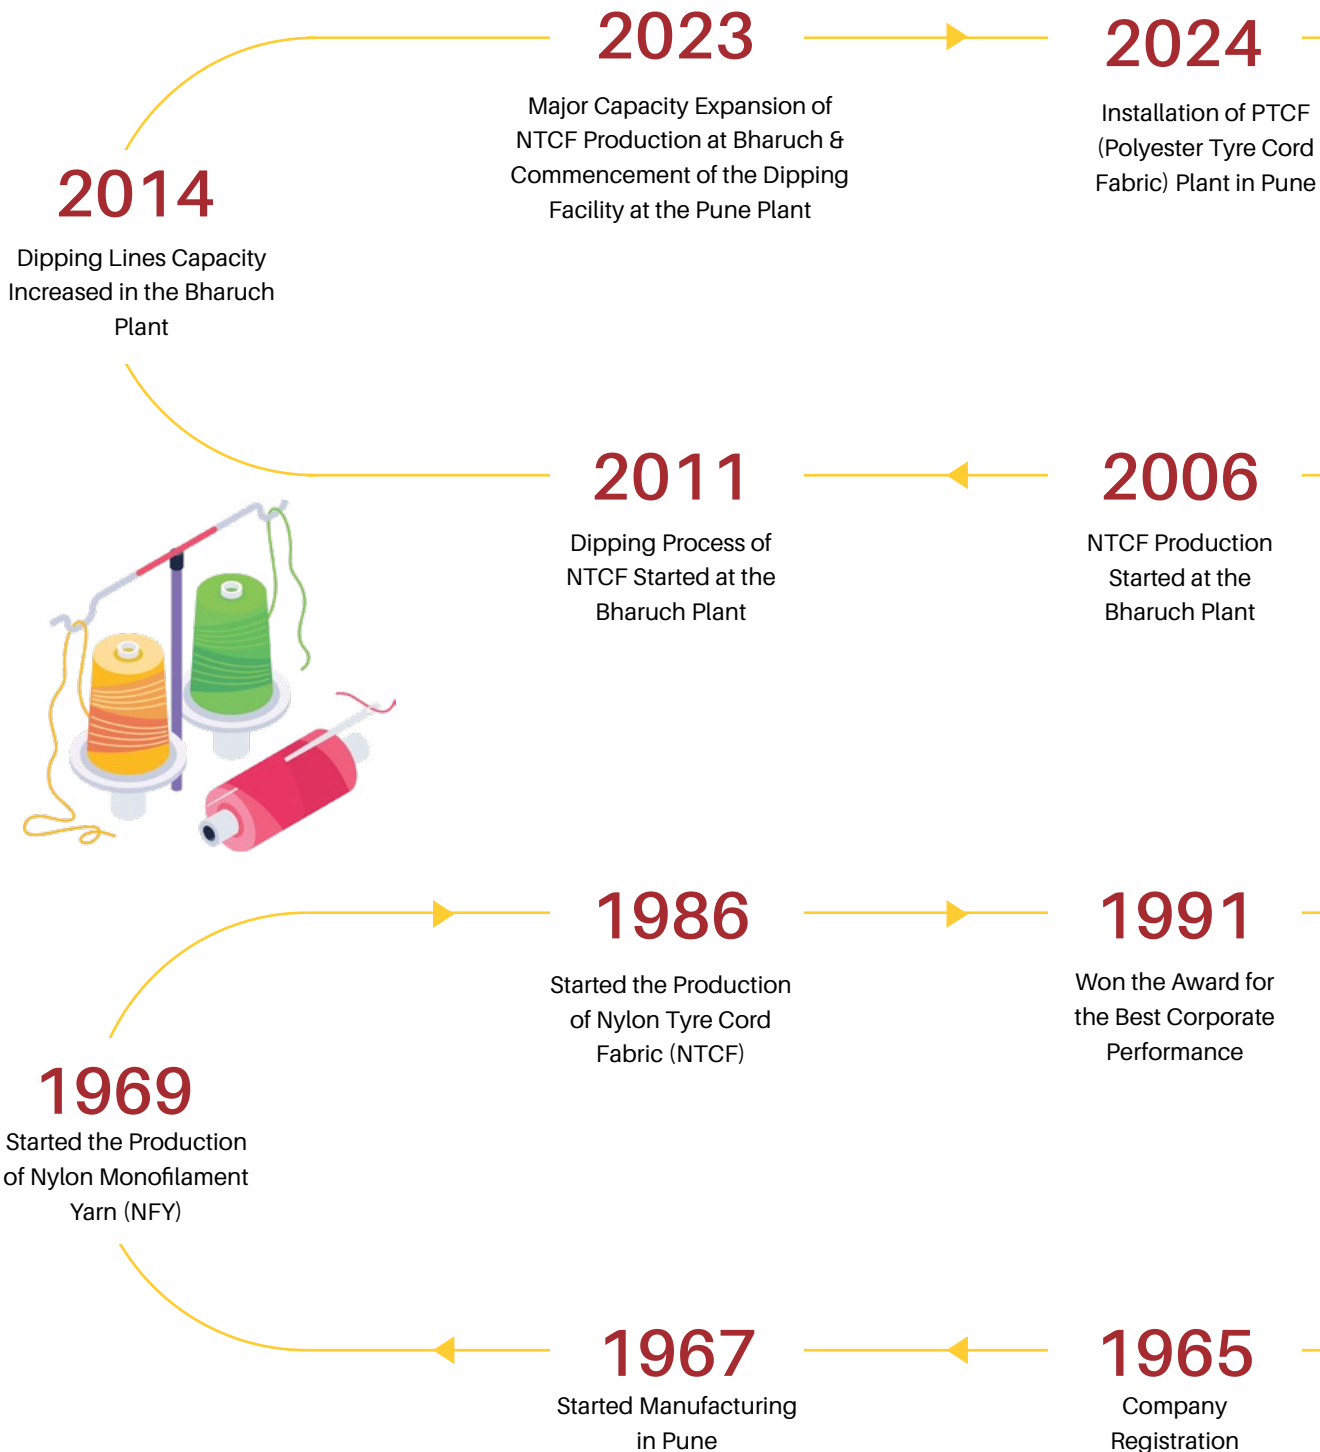 2023
Major Capacity Expansion of
NTCF Production at Bharuch &
Commencement of the Dipping
Facility at the Pune Plant
2024
Installation of PTCF
(Polyester Tyre Cord
Fabric) Plant in Pune
2014
Dipping Lines Capacity
Increased in the Bharuch
Plant
2011
Dipping Process of
NTCF Started at the
Bharuch Plant
2006
NTCF Production
Started at the
Bharuch Plant
1986
Started the Production
of Nylon Tyre Cord
Fabric (NTCF)
1991
Won the Award for
the Best Corporate
Performance
1969
Started the Production
of Nylon Monofilament
Yarn (NFY)
1967
Started Manufacturing
in Pune
1965
Company
Registration